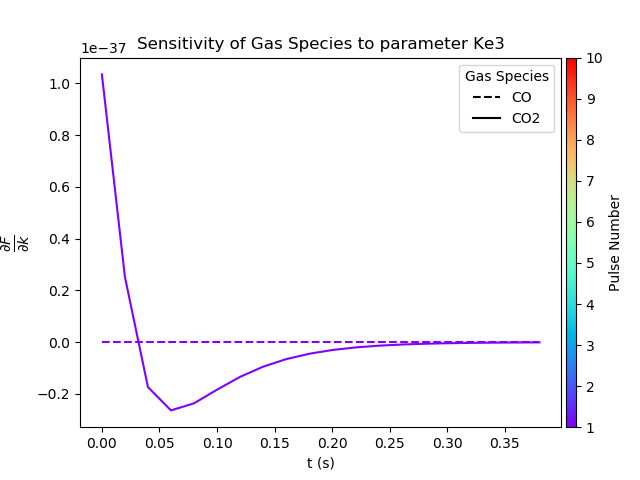 Sensitivity of Gas Species to parameter Ke3
1e−37
1.0
0.8
0.6
0.4
0.2
0.0
−0.2
∂F
∂k
0.00
0.05
0.10
0.15
0.20
0.25
0.30
0.35
t (s)
Gas Species
CO
CO2
10
9
8
7
6
5
4
3
2
1
Pulse Number